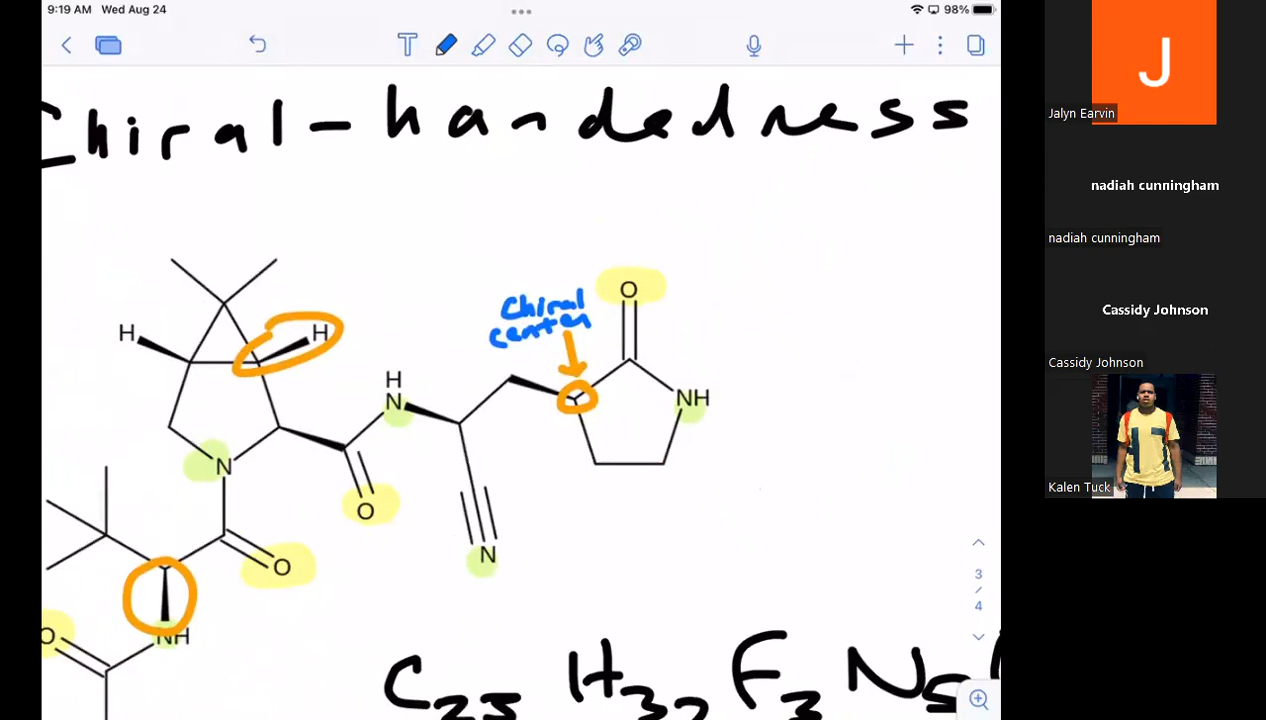 9:19 AM Wed Aug 24
98%
T
J
Jalyn Earvin
Chiral-handedness
nadiah cunningham
nadiah cunningham
O
Chiral
center
H
H
Cassidy Johnson
H
N
NH
Cassidy Johnson
N
O
Kalen Tuck
N
O
3
/
4
NH
O
C25 H32 F3 N5